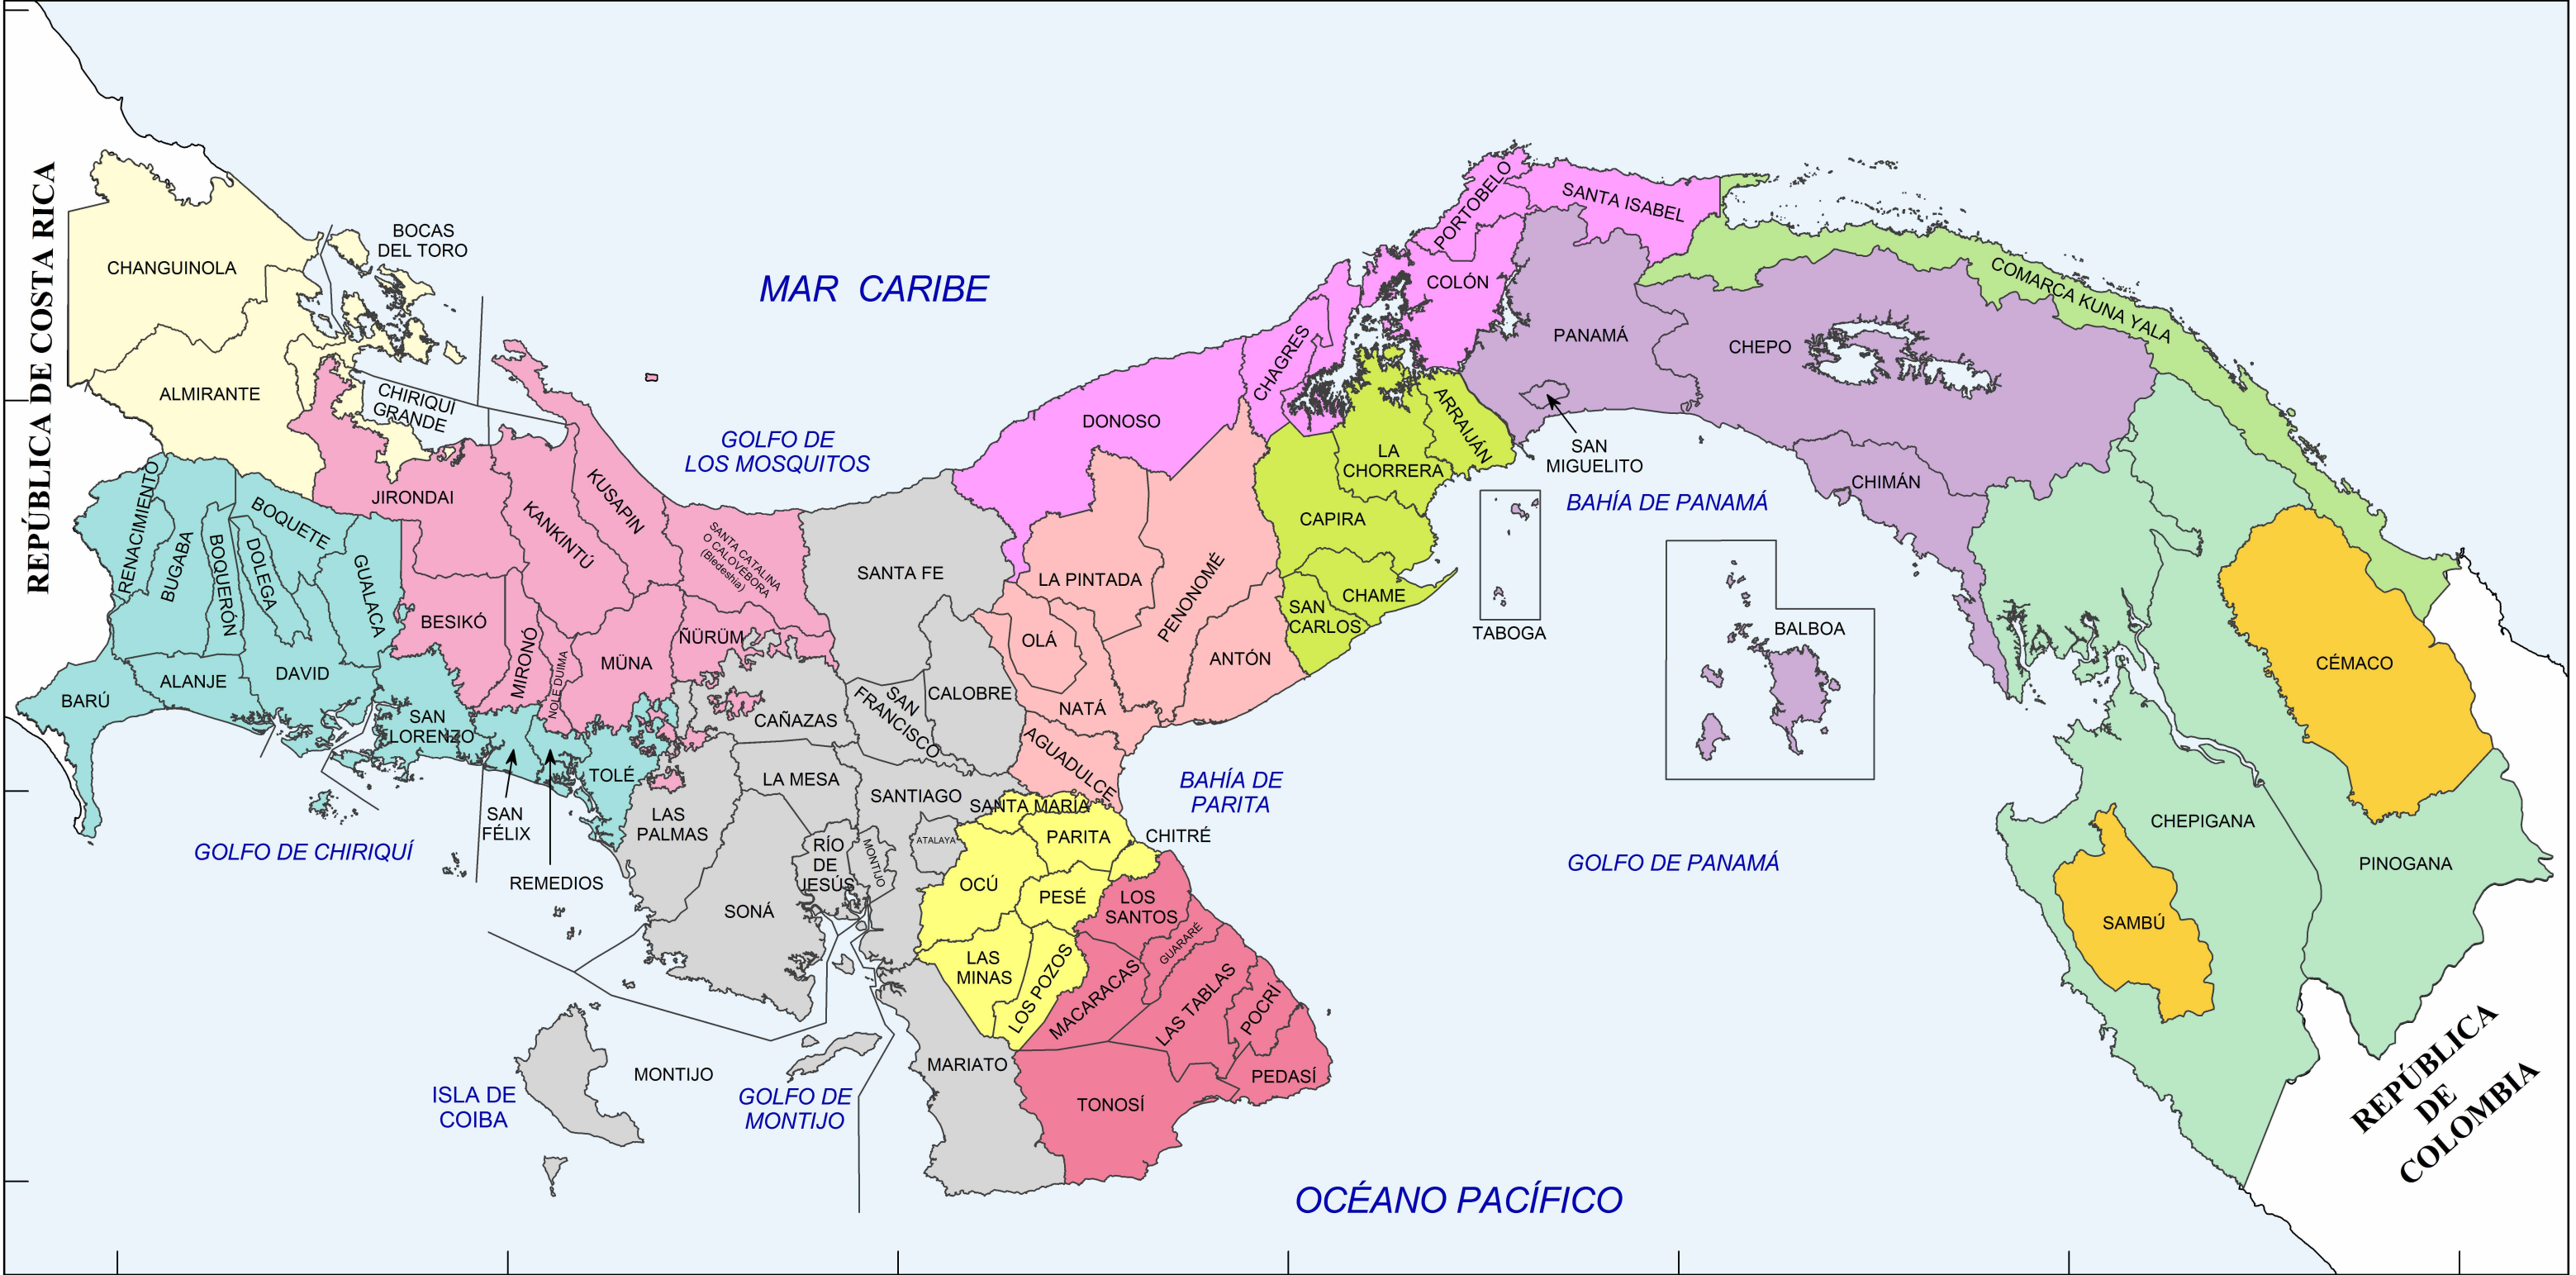 REPÚBLICA DE COSTA RICA
CHANGUINOLA
BOCAS
DEL TORO
ALMIRANTE
CHIRIQUÍ
GRANDE
MAR CARIBE
GOLFO DE
LOS MOSQUITOS
RENACIMIENTO
BUGABA
BOQUERÓN
DOLEGA
BOQUETE
GUALACA
BARÚ
ALANJE
DAVID
SAN
LORENZO
SAN
FÉLIX
REMEDIOS
TOLÉ
GOLFO DE CHIRIQUÍ
JIRONDAI
KANKINTÚ
KUSAPIN
SANTA CATALINA
O CALOVÉBORA
(Bledeshia)
BESIKÓ
MIRONÓ
NOLE DUIMA
MÜNA
ÑÜRÜM
SANTA FE
CAÑAZAS
SAN
FRANCISCO
CALOBRE
LAS
PALMAS
LA MESA
SANTIAGO
ATALAYA
RÍO
DE
JESÚS
MONTIJO
SONÁ
MARIATO
MONTIJO
ISLA DE
COIBA
GOLFO DE
MONTIJO
DONOSO
CHAGRES
PORTOBELO
SANTA ISABEL
COLÓN
LA PINTADA
PENONOMÉ
OLÁ
ANTÓN
NATÁ
AGUADULCE
BAHÍA DE
PARITA
SANTA MARÍA
PARITA
CHITRÉ
OCÚ
PESÉ
LAS
MINAS
LOS POZOS
LOS
SANTOS
GUARARÉ
MACARACAS
LAS TABLAS
POCRÍ
PEDASÍ
TONOSÍ
ARRAIJÁN
LA
CHORRERA
CAPIRA
CHAME
SAN
CARLOS
PANAMÁ
SAN
MIGUELITO
CHEPO
CHIMÁN
TABOGA
BALBOA
BAHÍA DE PANAMÁ
GOLFO DE PANAMÁ
COMARCA KUNA YALA
CÉMACO
SAMBÚ
CHEPIGANA
PINOGANA
REPÚBLICA
DE
COLOMBIA
OCÉANO PACÍFICO